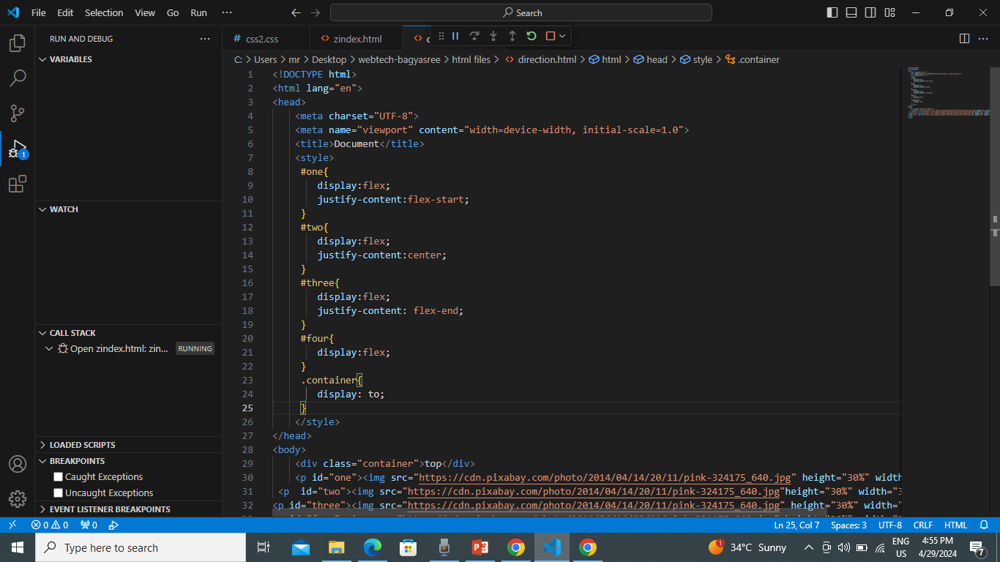 File Edit Selection View Go Run ··· Search
RUN AND DEBUG ···
# css2.css <> zindex.html <>
VARIABLES
WATCH
CALL STACK
Open zindex.html: zin... RUNNING
LOADED SCRIPTS
BREAKPOINTS
Caught Exceptions
Uncaught Exceptions
EVENT LISTENER BREAKPOINTS
1
C: > Users > mr > Desktop > webtech-bagyasree > html files > <> direction.html > html > head > style > .container
1 <!DOCTYPE html>
2 <html lang="en">
3 <head>
4 <meta charset="UTF-8">
5 <meta name="viewport" content="width=device-width, initial-scale=1.0">
6 <title>Document</title>
7 <style>
8 #one{
9 display:flex;
10 justify-content:flex-start;
11 }
12 #two{
13 display:flex;
14 justify-content:center;
15 }
16 #three{
17 display:flex;
18 justify-content: flex-end;
19 }
20 #four{
21 display:flex;
22 }
23 .container{
24 display: to;
25 }
26 </style>
27 </head>
28 <body>
29 <div class="container">top</div>
30 <p id="one"><img src="https://cdn.pixabay.com/photo/2014/04/14/20/11/pink-324175_640.jpg" height="30%" widt
31 <p id="two"><img src="https://cdn.pixabay.com/photo/2014/04/14/20/11/pink-324175_640.jpg"height="30%" width="3
32 <p id="three"><img src="https://cdn.pixabay.com/photo/2014/04/14/20/11/pink-324175_640.jpg" height="30%" width="
0 0 0 Ln 25, Col 7 Spaces: 3 UTF-8 CRLF HTML
Type here to search 1 34°C Sunny ENG 4:55 PM
US 4/29/2024 7